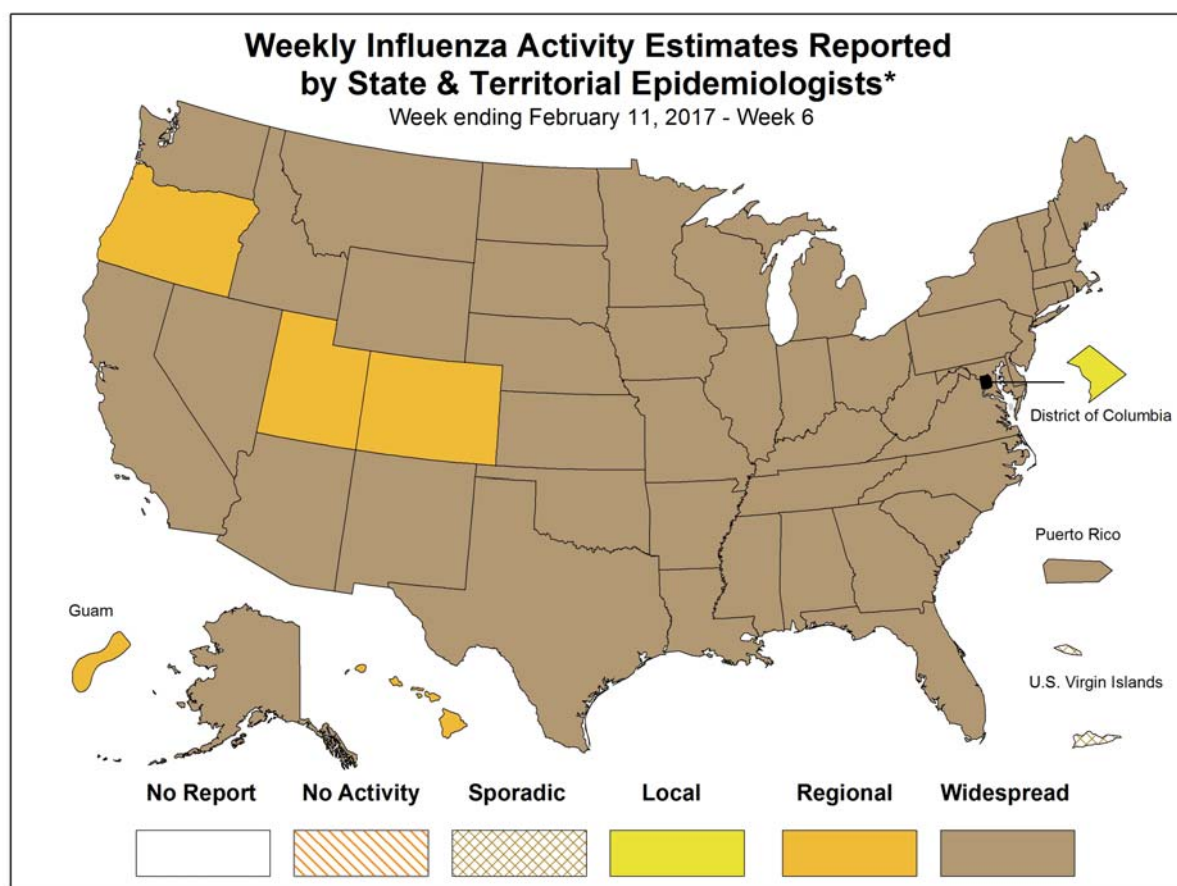 Weekly Influenza Activity Estimates Reported
by State & Territorial Epidemiologists*
Week ending February 11, 2017 - Week 6
District of Columbia
Puerto Rico
Guam
U.S. Virgin Islands
No Report
No Activity
Sporadic
Local
Regional
Widespread